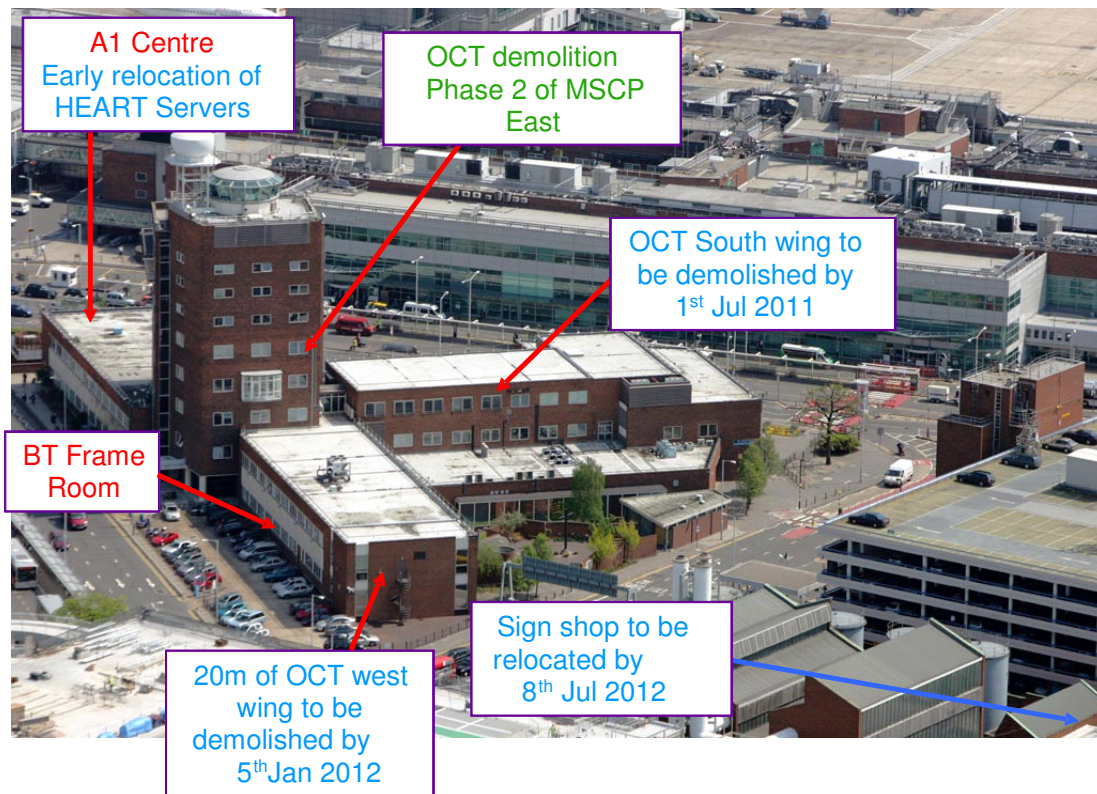 A1 Centre
Early relocation of
HEART Servers
OCT demolition
Phase 2 of MSCP
East
OCT South wing to
be demolished by
1st Jul 2011
BT Frame
Room
Sign shop to be
relocated by
8th Jul 2012
20m of OCT west
wing to be
demolished by
5thJan 2012